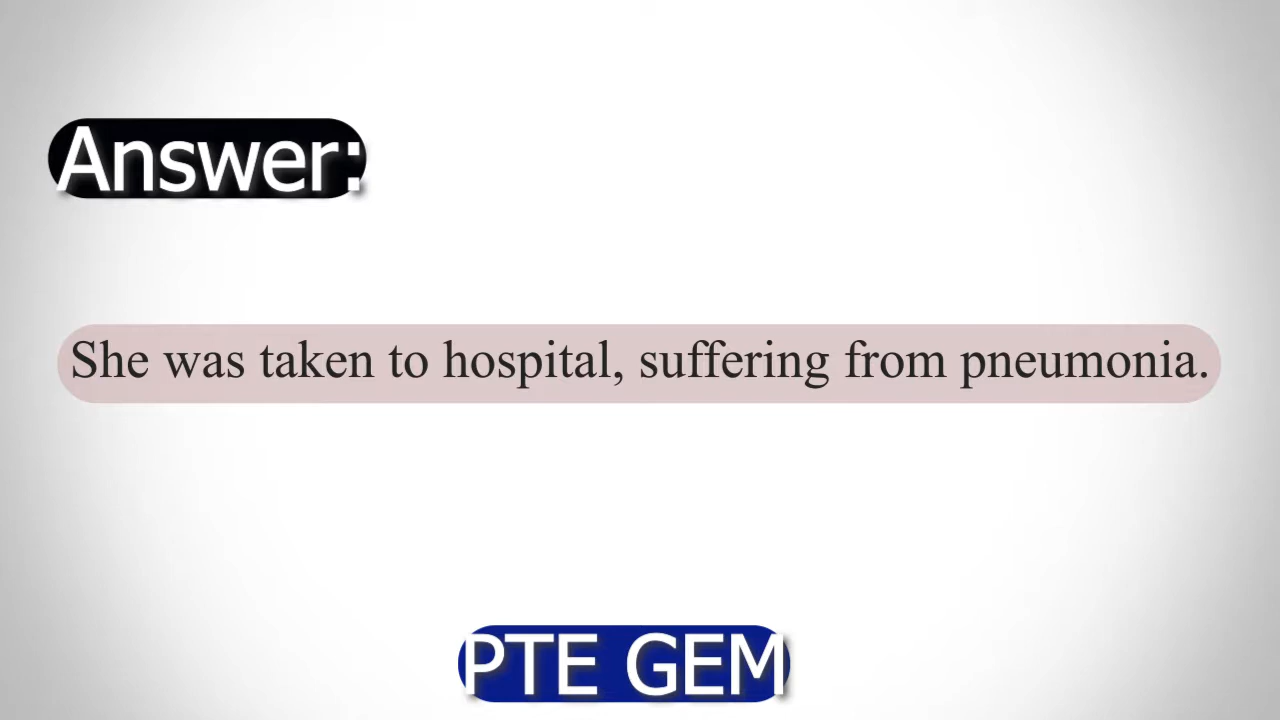 Answer:
She was taken to hospital, suffering from pneumonia.
PTE GEM